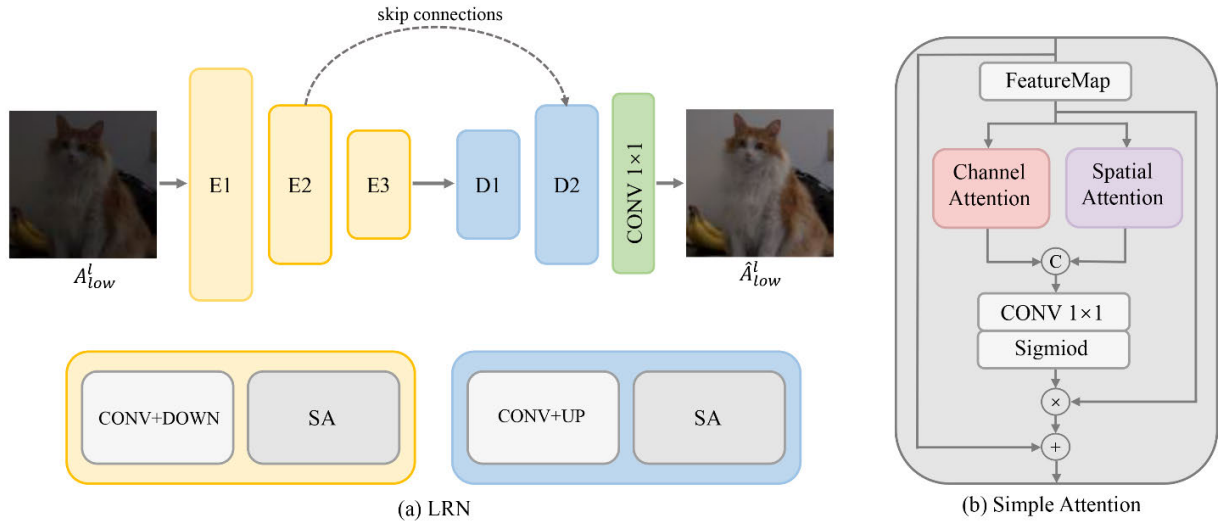 skip connections
E1
E2
E3
D1
D2
CONV 1×1
A^l_low
Â^l_low
CONV+DOWN
SA
CONV+UP
SA
(a) LRN
FeatureMap
Channel
Attention
Spatial
Attention
C
CONV 1×1
Sigmiod
×
+
(b) Simple Attention